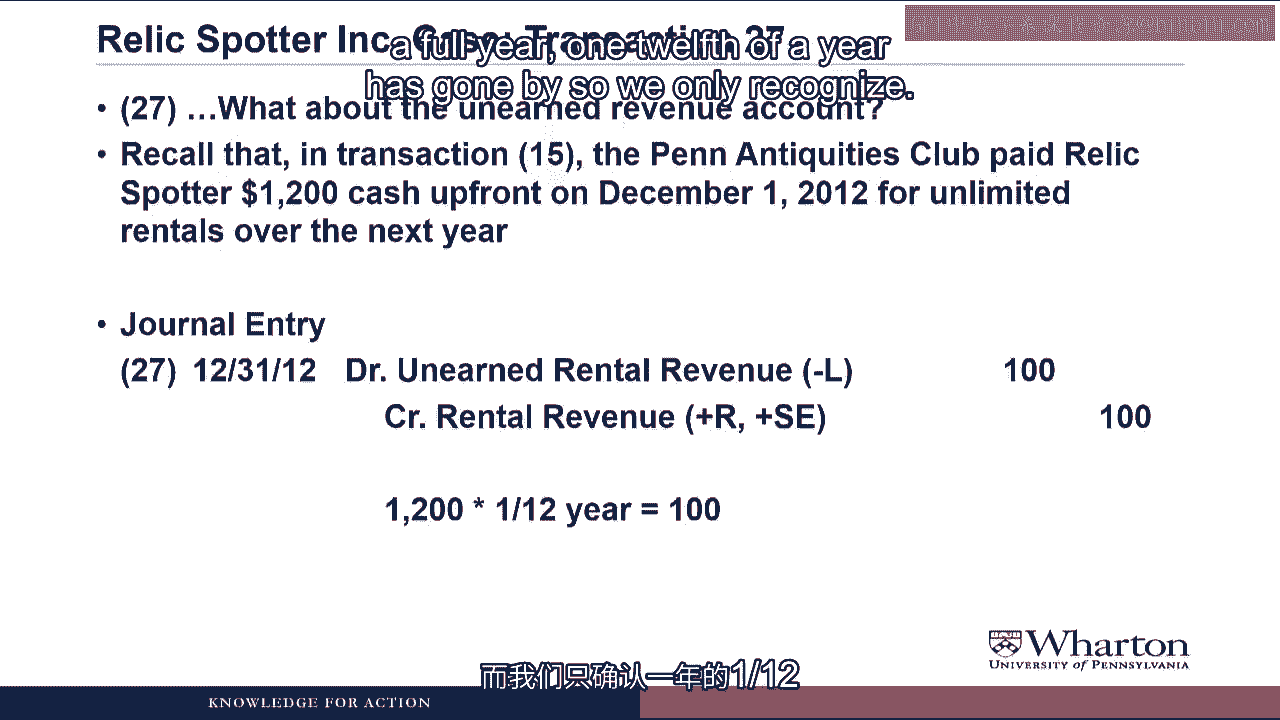 Relic Spotter Inc. Case: Transaction 27
a full year, one twelfth of a year
has gone by so we only recognize.
• (27) …What about the unearned revenue account?
• Recall that, in transaction (15), the Penn Antiquities Club paid Relic
Spotter $1,200 cash upfront on December 1, 2012 for unlimited
rentals over the next year
• Journal Entry
(27) 12/31/12 Dr. Unearned Rental Revenue (-L) 100
Cr. Rental Revenue (+R, +SE) 100
1,200 * 1/12 year = 100
Wharton
UNIVERSITY of PENNSYLVANIA
而我们只确认一年的1/12
KNOWLEDGE FOR ACTION